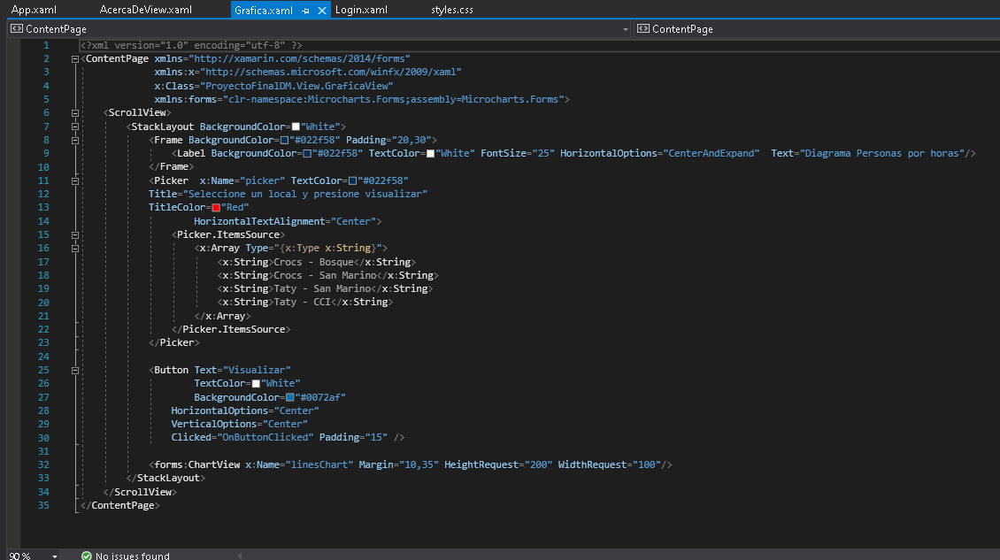 App.xaml AcercaDeView.xaml Grafica.xaml Login.xaml styles.css
ContentPage ContentPage
1 <?xml version="1.0" encoding="utf-8" ?>
2 <ContentPage xmlns="http://xamarin.com/schemas/2014/forms"
3 xmlns:x="http://schemas.microsoft.com/winfx/2009/xaml"
4 x:Class="ProyectoFinalDM.View.GraficaView"
5 xmlns:forms="clr-namespace:Microcharts.Forms;assembly=Microcharts.Forms">
6 <ScrollView>
7 <StackLayout BackgroundColor="White">
8 <Frame BackgroundColor="#022f58" Padding="20,30">
9 <Label BackgroundColor="#022f58" TextColor="White" FontSize="25" HorizontalOptions="CenterAndExpand" Text="Diagrama Personas por horas"/>
10 </Frame>
11 <Picker x:Name="picker" TextColor="#022f58"
12 Title="Seleccione un local y presione visualizar"
13 TitleColor="Red"
14 HorizontalTextAlignment="Center">
15 <Picker.ItemsSource>
16 <x:Array Type="{x:Type x:String}">
17 <x:String>Crocs - Bosque</x:String>
18 <x:String>Crocs - San Marino</x:String>
19 <x:String>Taty - San Marino</x:String>
20 <x:String>Taty - CCI</x:String>
21 </x:Array>
22 </Picker.ItemsSource>
23 </Picker>
24
25 <Button Text="Visualizar"
26 TextColor="White"
27 BackgroundColor="#0072af"
28 HorizontalOptions="Center"
29 VerticalOptions="Center"
30 Clicked="OnButtonClicked" Padding="15" />
31
32 <forms:ChartView x:Name="linesChart" Margin="10,35" HeightRequest="200" WidthRequest="100"/>
33 </StackLayout>
34 </ScrollView>
35 </ContentPage>
90 % No issues found